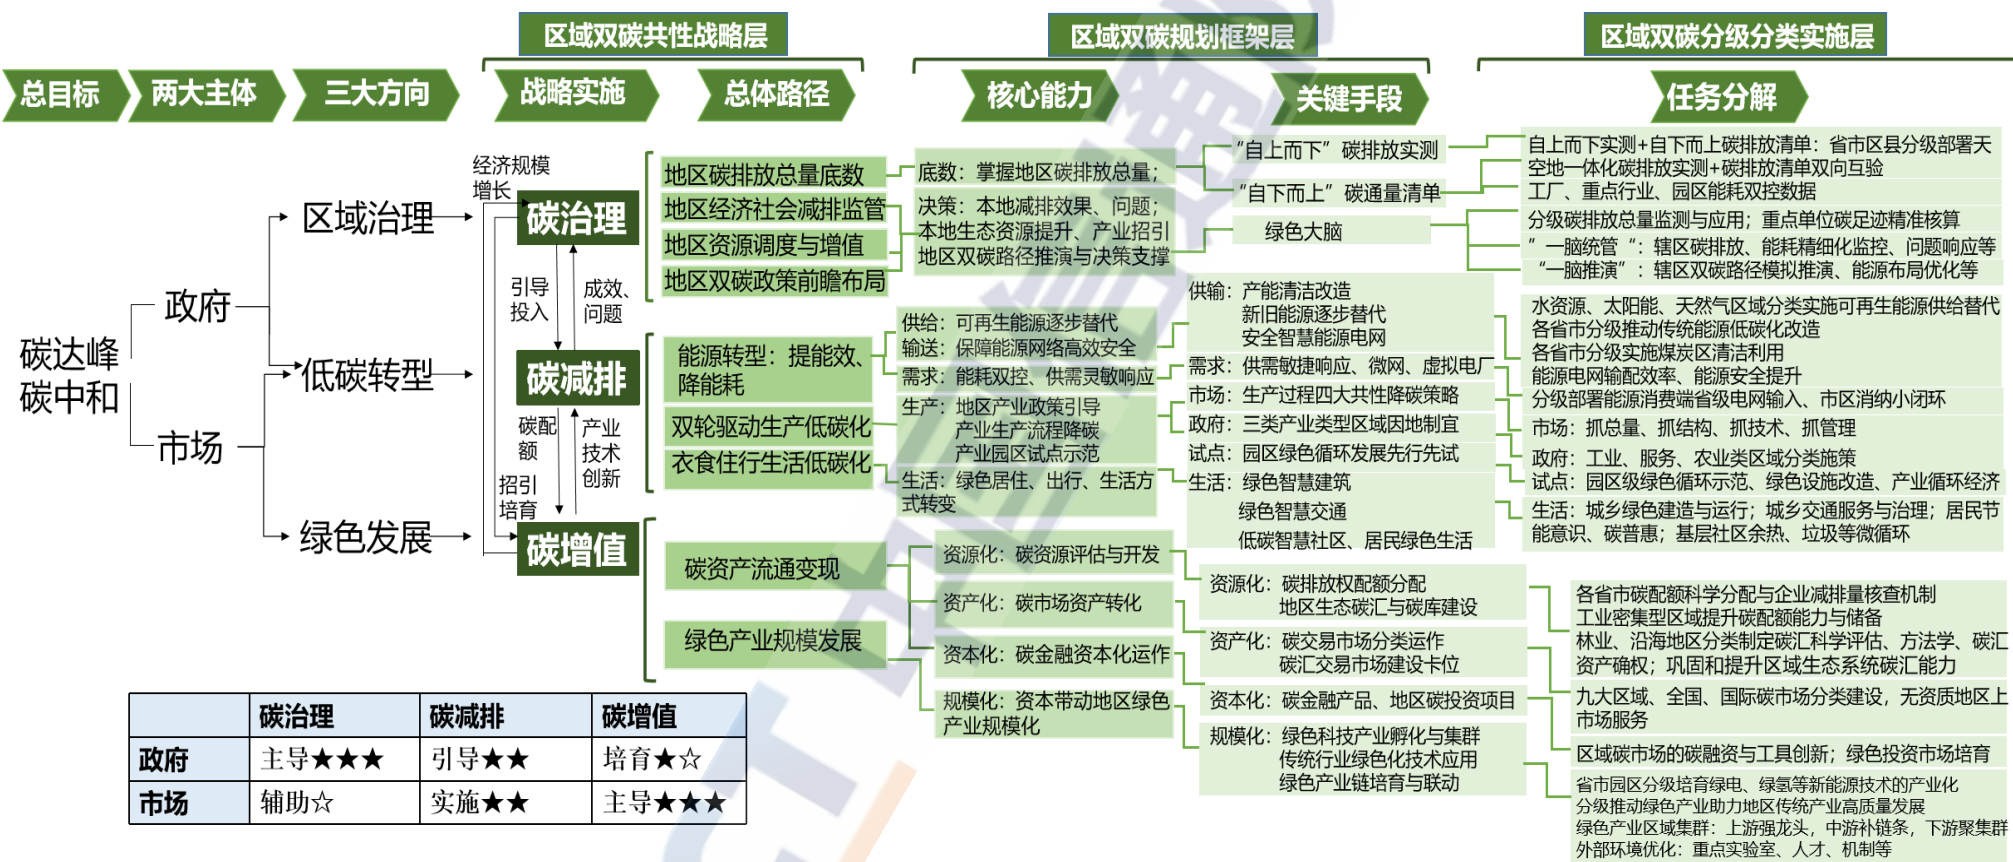 区域双碳共性战略层
区域双碳规划框架层
区域双碳分级分类实施层
总目标
两大主体
三大方向
战略实施
总体路径
核心能力
关键手段
任务分解
碳达峰
碳中和
政府
市场
区域治理
低碳转型
绿色发展
经济规模
增长
碳治理
引导
投入
成效、
问题
碳减排
碳配
额
产业
技术
创新
招引
培育
碳增值
地区碳排放总量底数
地区经济社会减排监管
地区资源调度与增值
地区双碳政策前瞻布局
能源转型：提能效、
降能耗
双轮驱动生产低碳化
衣食住行生活低碳化
碳资产流通变现
绿色产业规模发展
底数：掌握地区碳排放总量；
决策：本地减排效果、问题；
本地生态资源提升、产业招引
地区双碳路径推演与决策支撑
供给：可再生能源逐步替代
输送：保障能源网络高效安全
需求：能耗双控、供需灵敏响应
生产：地区产业政策引导
产业生产流程降碳
产业园区试点示范
生活：绿色居住、出行、生活方
式转变
资源化：碳资源评估与开发
资产化：碳市场资产转化
资本化：碳金融资本化运作
规模化：资本带动地区绿色
产业规模化
“自上而下”碳排放实测
“自下而上”碳通量清单
绿色大脑
供输：产能清洁改造
新旧能源逐步替代
安全智慧能源电网
需求：供需敏捷响应、微网、虚拟电厂
市场：生产过程四大共性降碳策略
政府：三类产业类型区域因地制宜
试点：园区绿色循环发展先行先试
生活：绿色智慧建筑
绿色智慧交通
低碳智慧社区、居民绿色生活
资源化：碳排放权配额分配
地区生态碳汇与碳库建设
资产化：碳交易市场分类运作
碳汇交易市场建设卡位
资本化：碳金融产品、地区碳投资项目
规模化：绿色科技产业孵化与集群
传统行业绿色化技术应用
绿色产业链培育与联动
自上而下实测+自下而上碳排放清单：省市区县分级部署天
空地一体化碳排放实测+碳排放清单双向互验
工厂、重点行业、园区能耗双控数据
分级碳排放总量监测与应用；重点单位碳足迹精准核算
”一脑统管“：辖区碳排放、能耗精细化监控、问题响应等
“一脑推演”：辖区双碳路径模拟推演、能源布局优化等
水资源、太阳能、天然气区域分类实施可再生能源供给替代
各省市分级推动传统能源低碳化改造
各省市分级实施煤炭区清洁利用
能源电网输配效率、能源安全提升
分级部署能源消费端省级电网输入、市区消纳小闭环
市场：抓总量、抓结构、抓技术、抓管理
政府：工业、服务、农业类区域分类施策
试点：园区级绿色循环示范、绿色设施改造、产业循环经济
生活：城乡绿色建造与运行；城乡交通服务与治理；居民节
能意识、碳普惠；基层社区余热、垃圾等微循环
各省市碳配额科学分配与企业减排量核查机制
工业密集型区域提升碳配额能力与储备
林业、沿海地区分类制定碳汇科学评估、方法学、碳汇
资产确权；巩固和提升区域生态系统碳汇能力
九大区域、全国、国际碳市场分类建设，无资质地区上
市场服务
区域碳市场的碳融资与工具创新；绿色投资市场培育
省市园区分级培育绿电、绿氢等新能源技术的产业化
分级推动绿色产业助力地区传统产业高质量发展
绿色产业区域集群：上游强龙头，中游补链条，下游聚集群
外部环境优化：重点实验室、人才、机制等
碳治理 碳减排 碳增值
政府 主导★★★ 引导★★ 培育★☆
市场 辅助☆ 实施★★ 主导★★★